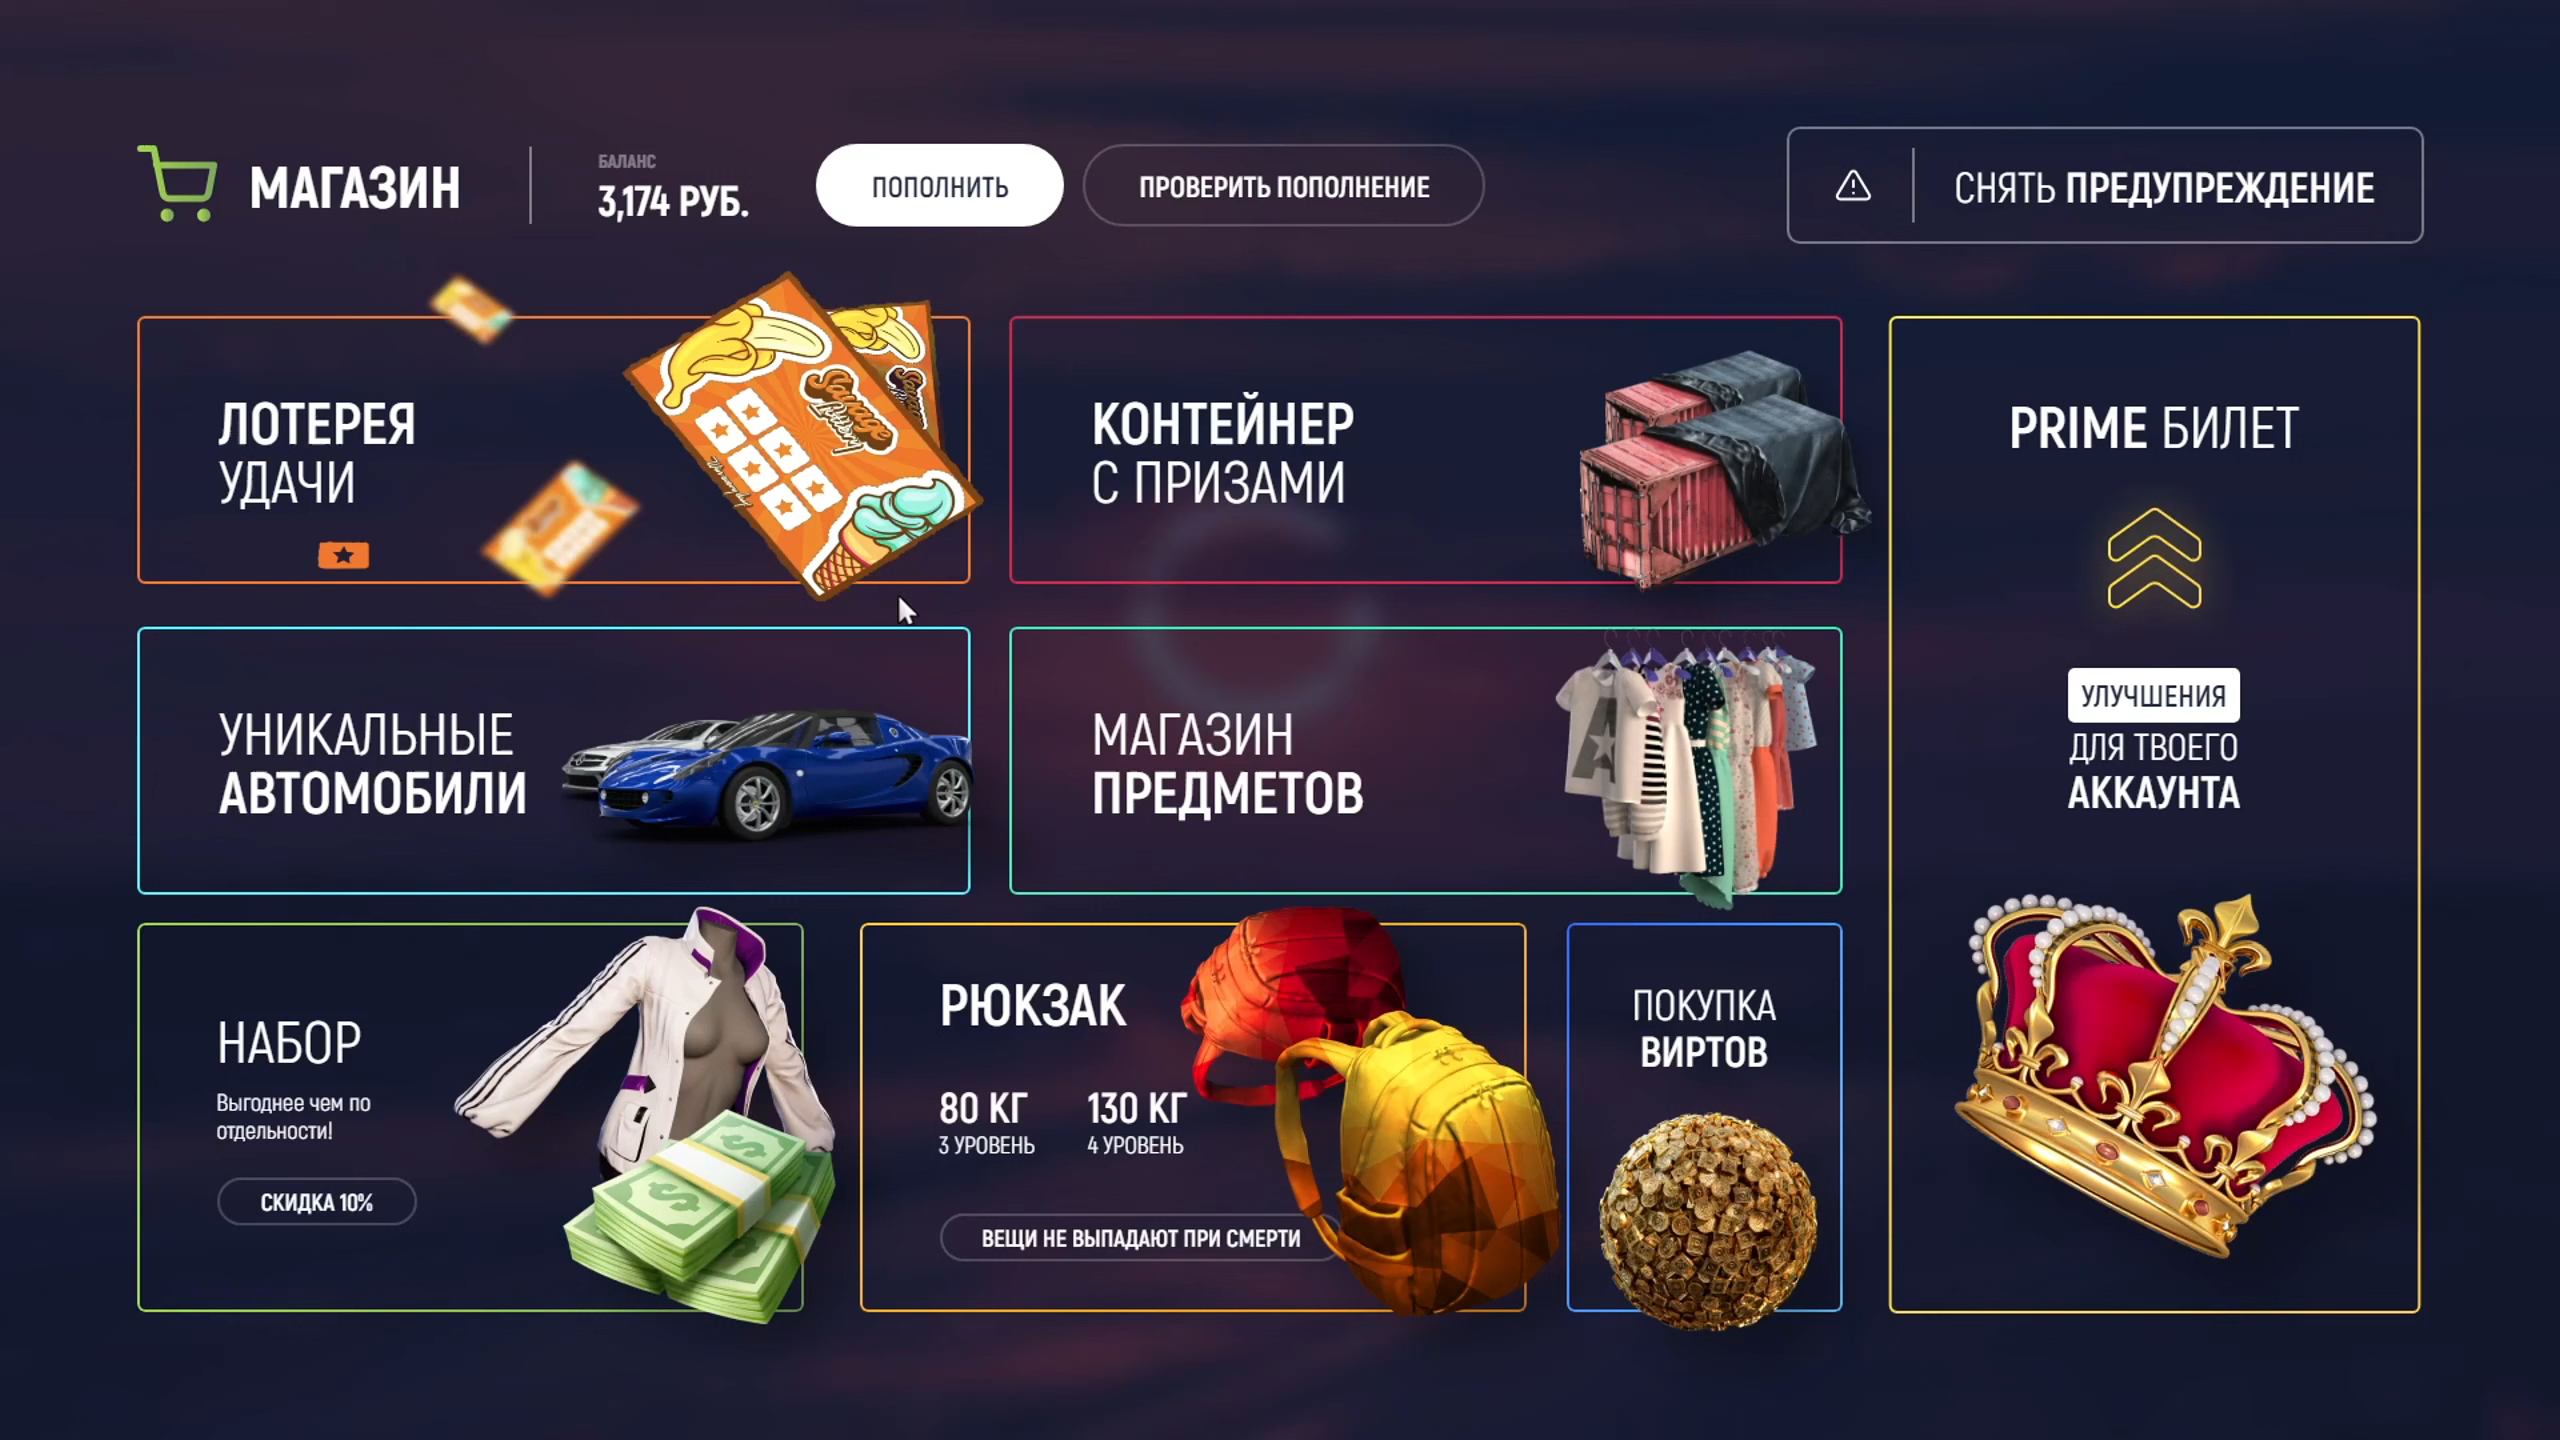 МАГАЗИН
БАЛАНС
3,174 РУБ.
ПОПОЛНИТЬ
ПРОВЕРИТЬ ПОПОЛНЕНИЕ
СНЯТЬ ПРЕДУПРЕЖДЕНИЕ
ЛОТЕРЕЯ
УДАЧИ
КОНТЕЙНЕР
С ПРИЗАМИ
PRIME БИЛЕТ
УЛУЧШЕНИЯ
ДЛЯ ТВОЕГО
АККАУНТА
УНИКАЛЬНЫЕ
АВТОМОБИЛИ
МАГАЗИН
ПРЕДМЕТОВ
НАБОР
Выгоднее чем по
отдельности!
СКИДКА 10%
РЮКЗАК
80 КГ
3 УРОВЕНЬ
130 КГ
4 УРОВЕНЬ
ВЕЩИ НЕ ВЫПАДАЮТ ПРИ СМЕРТИ
ПОКУПКА
ВИРТОВ